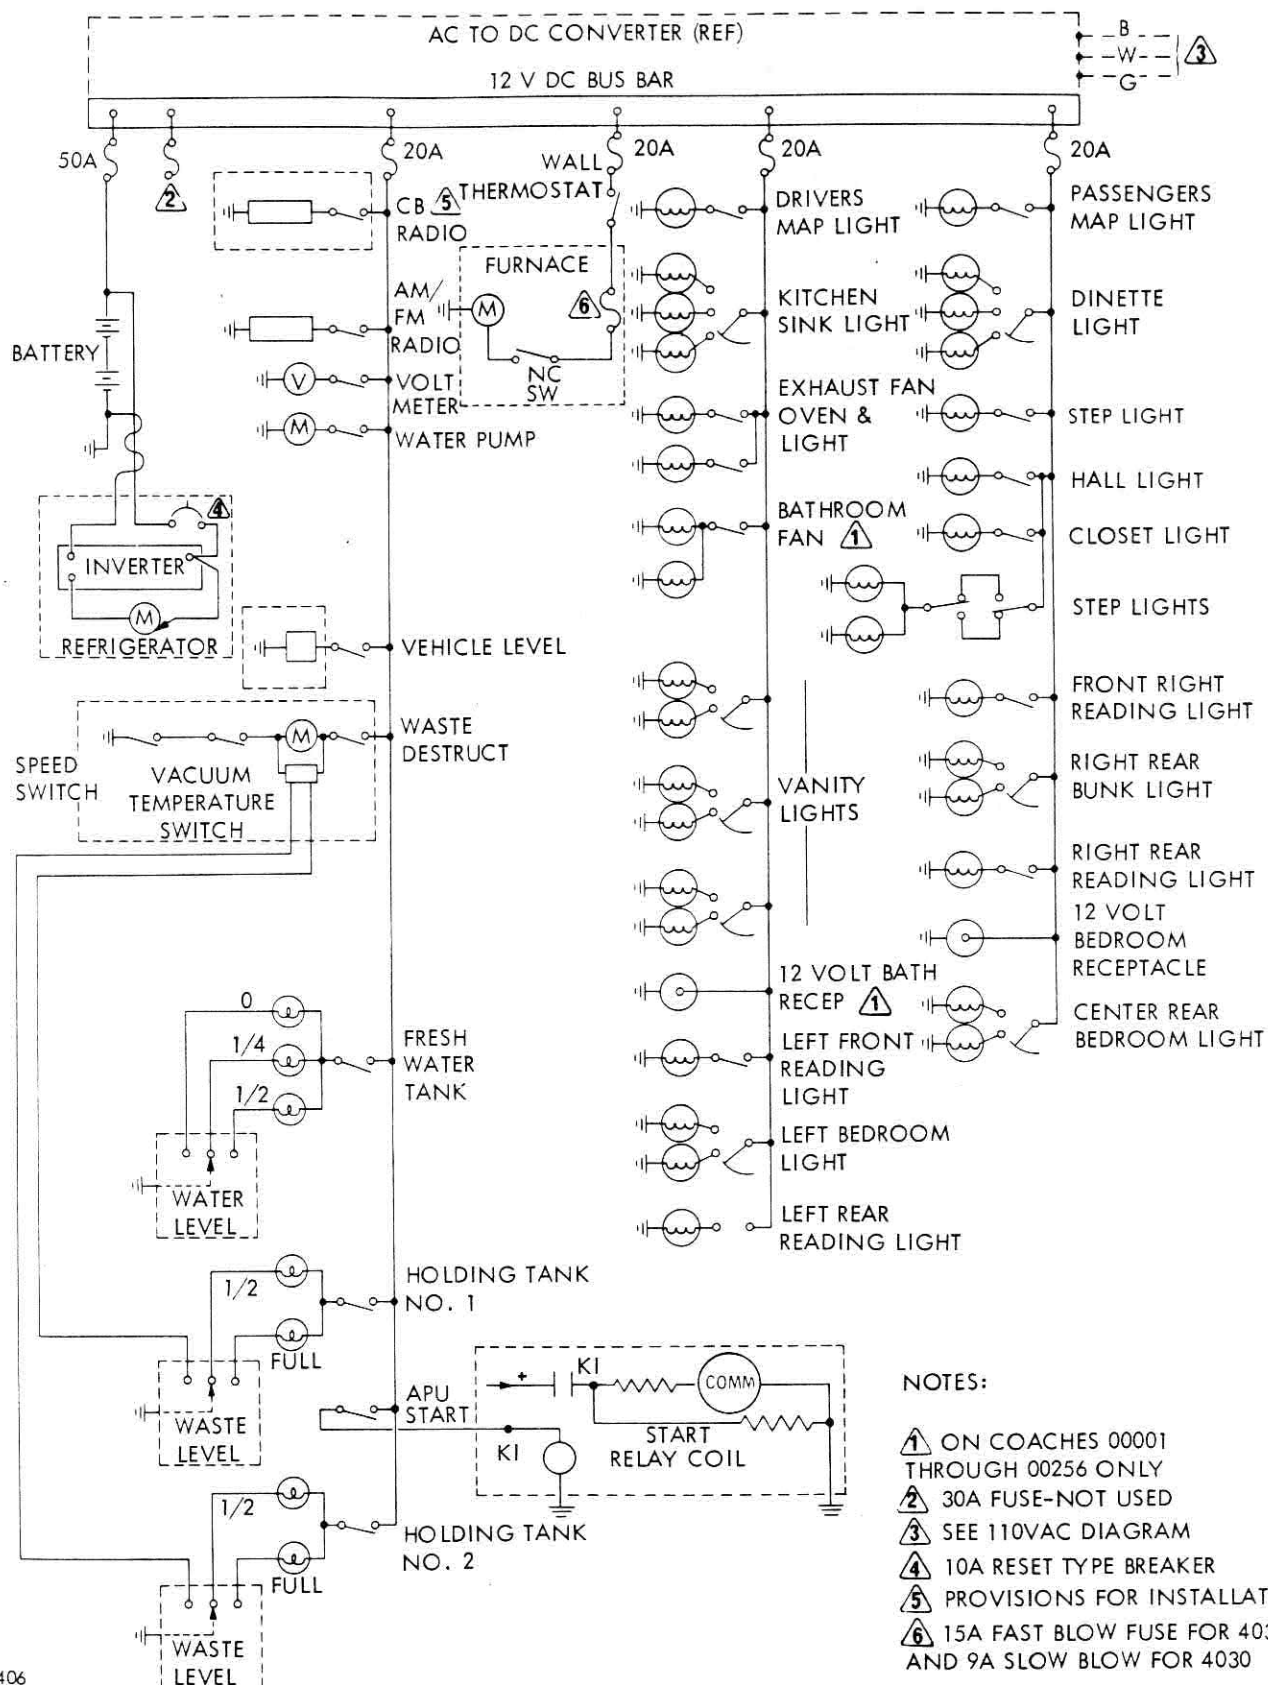 AC TO DC CONVERTER (REF)
12 V DC BUS BAR
B
W
G
3
50A
2
20A
20A
20A
20A
CB 5
RADIO
WALL
THERMOSTAT
FURNACE
6
M
NC
SW
AM/
FM
RADIO
V
VOLT
METER
M
WATER PUMP
BATTERY
4
INVERTER
M
REFRIGERATOR
VEHICLE LEVEL
M
WASTE
DESTRUCT
SPEED
SWITCH
VACUUM
TEMPERATURE
SWITCH
0
1/4
1/2
FRESH
WATER
TANK
WATER
LEVEL
1/2
FULL
HOLDING TANK
NO. 1
WASTE
LEVEL
APU
START
KI
KI
COMM
START
RELAY COIL
1/2
FULL
HOLDING TANK
NO. 2
WASTE
LEVEL
DRIVERS
MAP LIGHT
KITCHEN
SINK LIGHT
EXHAUST FAN
OVEN &
LIGHT
BATHROOM
FAN 1
VANITY
LIGHTS
12 VOLT BATH
RECEP 1
LEFT FRONT
READING
LIGHT
LEFT BEDROOM
LIGHT
LEFT REAR
READING LIGHT
PASSENGERS
MAP LIGHT
DINETTE
LIGHT
STEP LIGHT
HALL LIGHT
CLOSET LIGHT
STEP LIGHTS
FRONT RIGHT
READING LIGHT
RIGHT REAR
BUNK LIGHT
RIGHT REAR
READING LIGHT
12 VOLT
BEDROOM
RECEPTACLE
CENTER REAR
BEDROOM LIGHT
NOTES:
1 ON COACHES 00001
THROUGH 00256 ONLY
2 30A FUSE-NOT USED
3 SEE 110VAC DIAGRAM
4 10A RESET TYPE BREAKER
5 PROVISIONS FOR INSTALLAT
6 15A FAST BLOW FUSE FOR 403
AND 9A SLOW BLOW FOR 4030
406